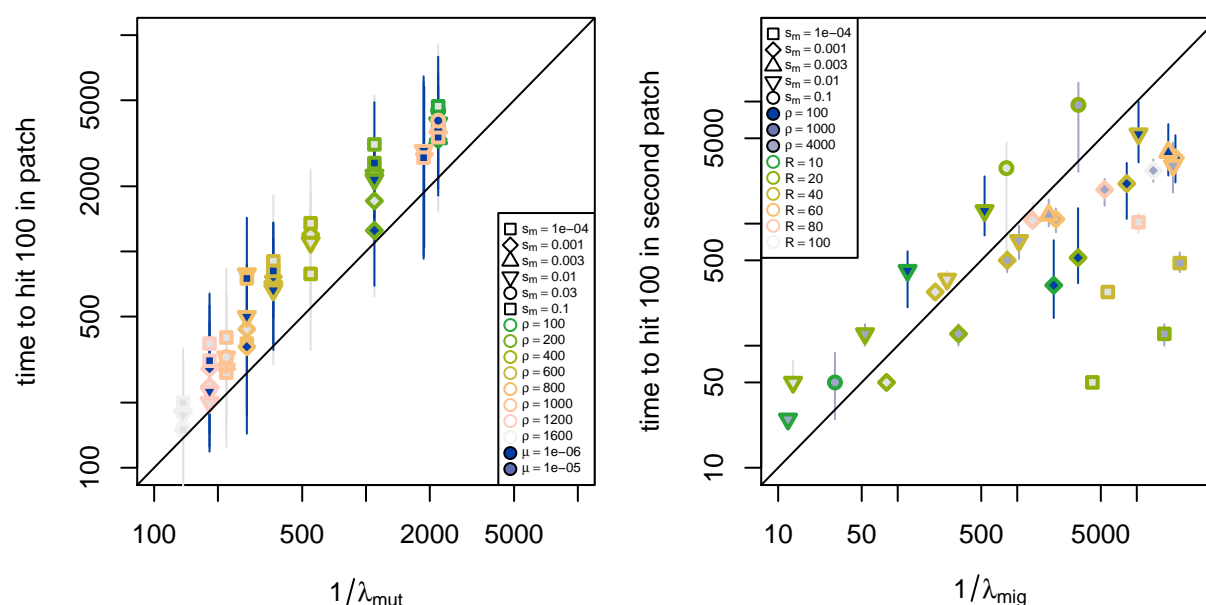 time to hit 100 in patch
5000
2000
500
100
100
500
2000
5000
1/λmut
sm = 1e−04
sm = 0.001
sm = 0.003
sm = 0.01
sm = 0.03
sm = 0.1
ρ = 100
ρ = 200
ρ = 400
ρ = 600
ρ = 800
ρ = 1000
ρ = 1200
ρ = 1600
μ = 1e−06
μ = 1e−05
time to hit 100 in second patch
5000
500
50
10
10
50
500
5000
1/λmig
sm = 1e−04
sm = 0.001
sm = 0.003
sm = 0.01
sm = 0.1
ρ = 100
ρ = 1000
ρ = 4000
R = 10
R = 20
R = 40
R = 60
R = 80
R = 100